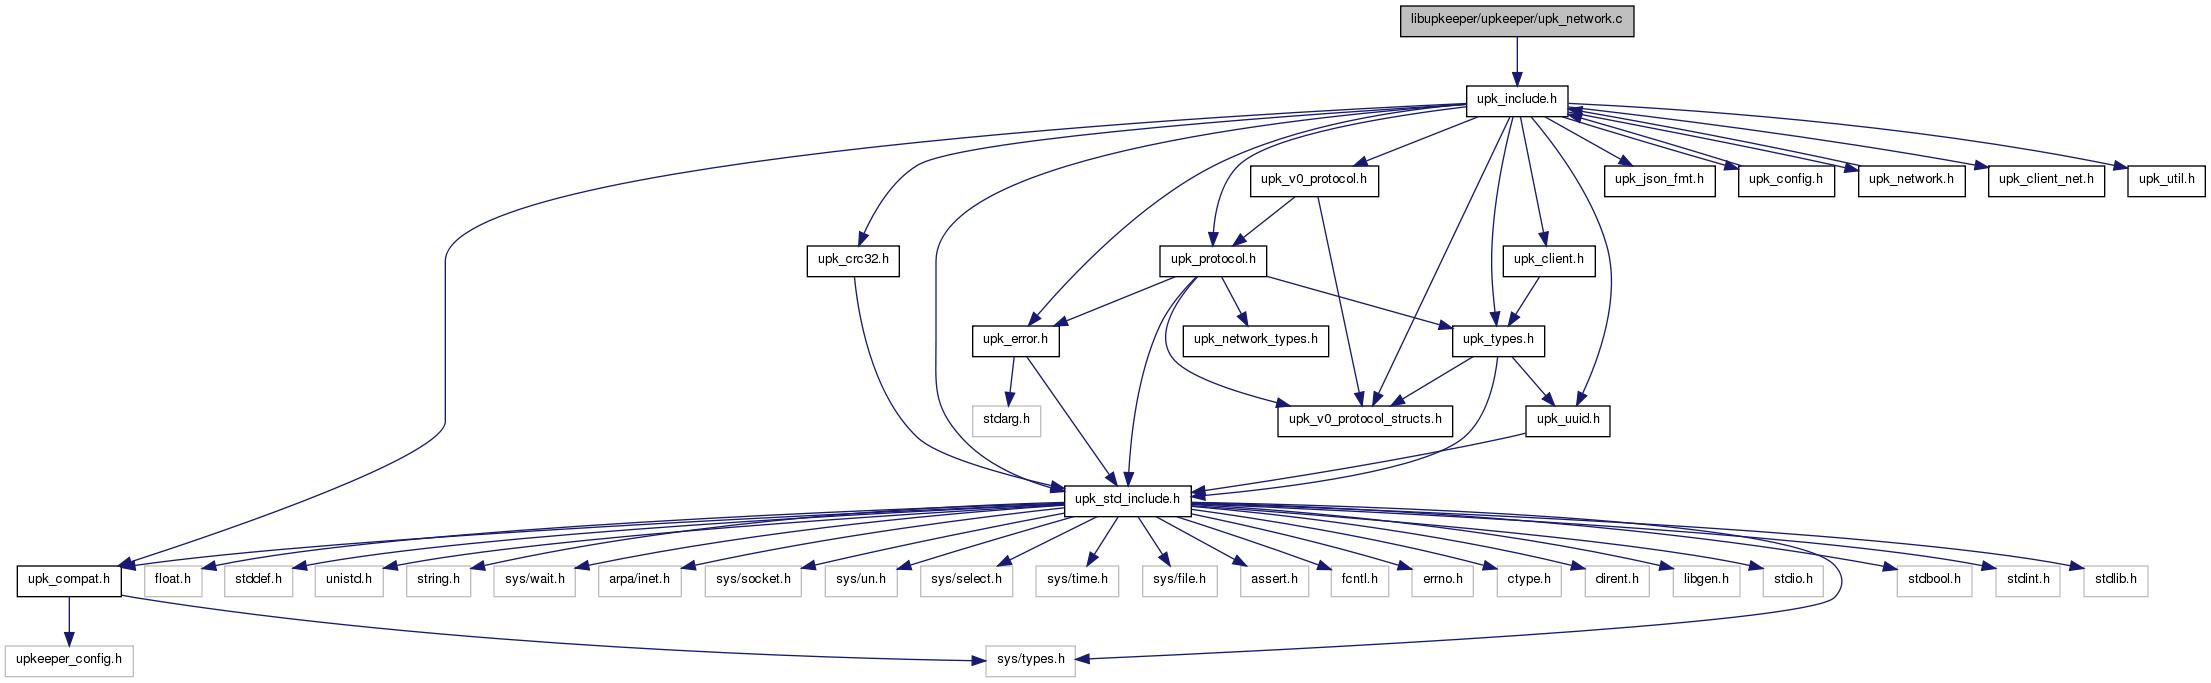 libupkeeper/upkeeper/upk_network.c
upk_include.h
upk_v0_protocol.h
upk_json_fmt.h
upk_config.h
upk_network.h
upk_client_net.h
upk_util.h
upk_crc32.h
upk_protocol.h
upk_client.h
upk_error.h
upk_network_types.h
upk_types.h
stdarg.h
upk_v0_protocol_structs.h
upk_uuid.h
upk_std_include.h
upk_compat.h
float.h
stddef.h
unistd.h
string.h
sys/wait.h
arpa/inet.h
sys/socket.h
sys/un.h
sys/select.h
sys/time.h
sys/file.h
assert.h
fcntl.h
errno.h
ctype.h
dirent.h
libgen.h
stdio.h
stdbool.h
stdint.h
stdlib.h
upkeeper_config.h
sys/types.h